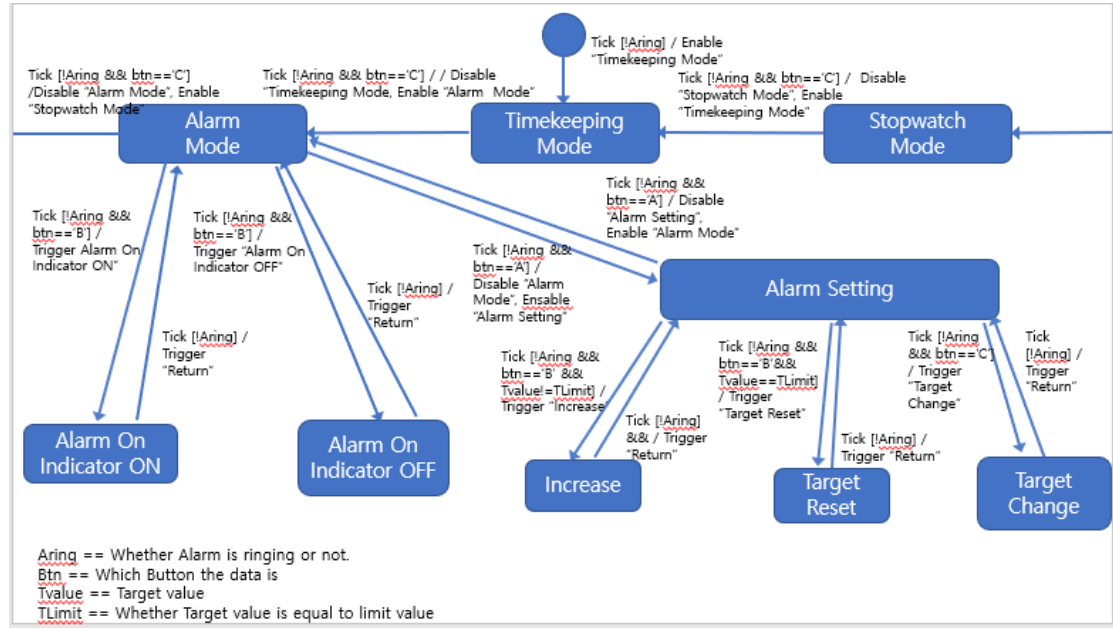 Tick [!Aring] / Enable
“Timekeeping Mode”
Tick [!Aring && btn==‘C’]
/Disable “Alarm Mode”, Enable
“Stopwatch Mode”
Tick [!Aring && btn==‘C’] / / Disable
“Timekeeping Mode, Enable “Alarm  Mode”
Tick [!Aring && btn==‘C’] /  Disable
“Stopwatch Mode”, Enable
“Timekeeping Mode”
Alarm
Mode
Timekeeping
Mode
Stopwatch
Mode
Tick [!Aring &&
btn==‘B’] /
Trigger Alarm On
Indicator ON”
Tick [!Aring &&
btn==‘B’] /
Trigger “Alarm On
Indicator OFF”
Tick [!Aring &&
btn==‘A’] / Disable
“Alarm Setting”,
Enable “Alarm Mode”
Tick [!Aring &&
btn==‘A’] /
Disable “Alarm
Mode”, Ensable
“Alarm Setting”
Alarm Setting
Tick [!Aring] /
Trigger
“Return”
Tick [!Aring] /
Trigger
“Return”
Tick [!Aring &&
btn==‘B’ &&
Tvalue!=TLimit] /
Trigger “Increase”
Tick [!Aring &&
btn==‘B’&&
Tvalue==TLimit]
/ Trigger
“Target Reset”
Tick [!Aring
&& btn==‘C’]
/ Trigger
“Target
Change”
Tick
[!Aring] /
Trigger
“Return”
Tick [!Aring]
&& / Trigger
“Return”
Tick [!Aring] /
Trigger “Return”
Alarm On
Indicator ON
Alarm On
Indicator OFF
Increase
Target
Reset
Target
Change
Aring == Whether Alarm is ringing or not.
Btn == Which Button the data is
Tvalue == Target value
TLimit == Whether Target value is equal to limit value